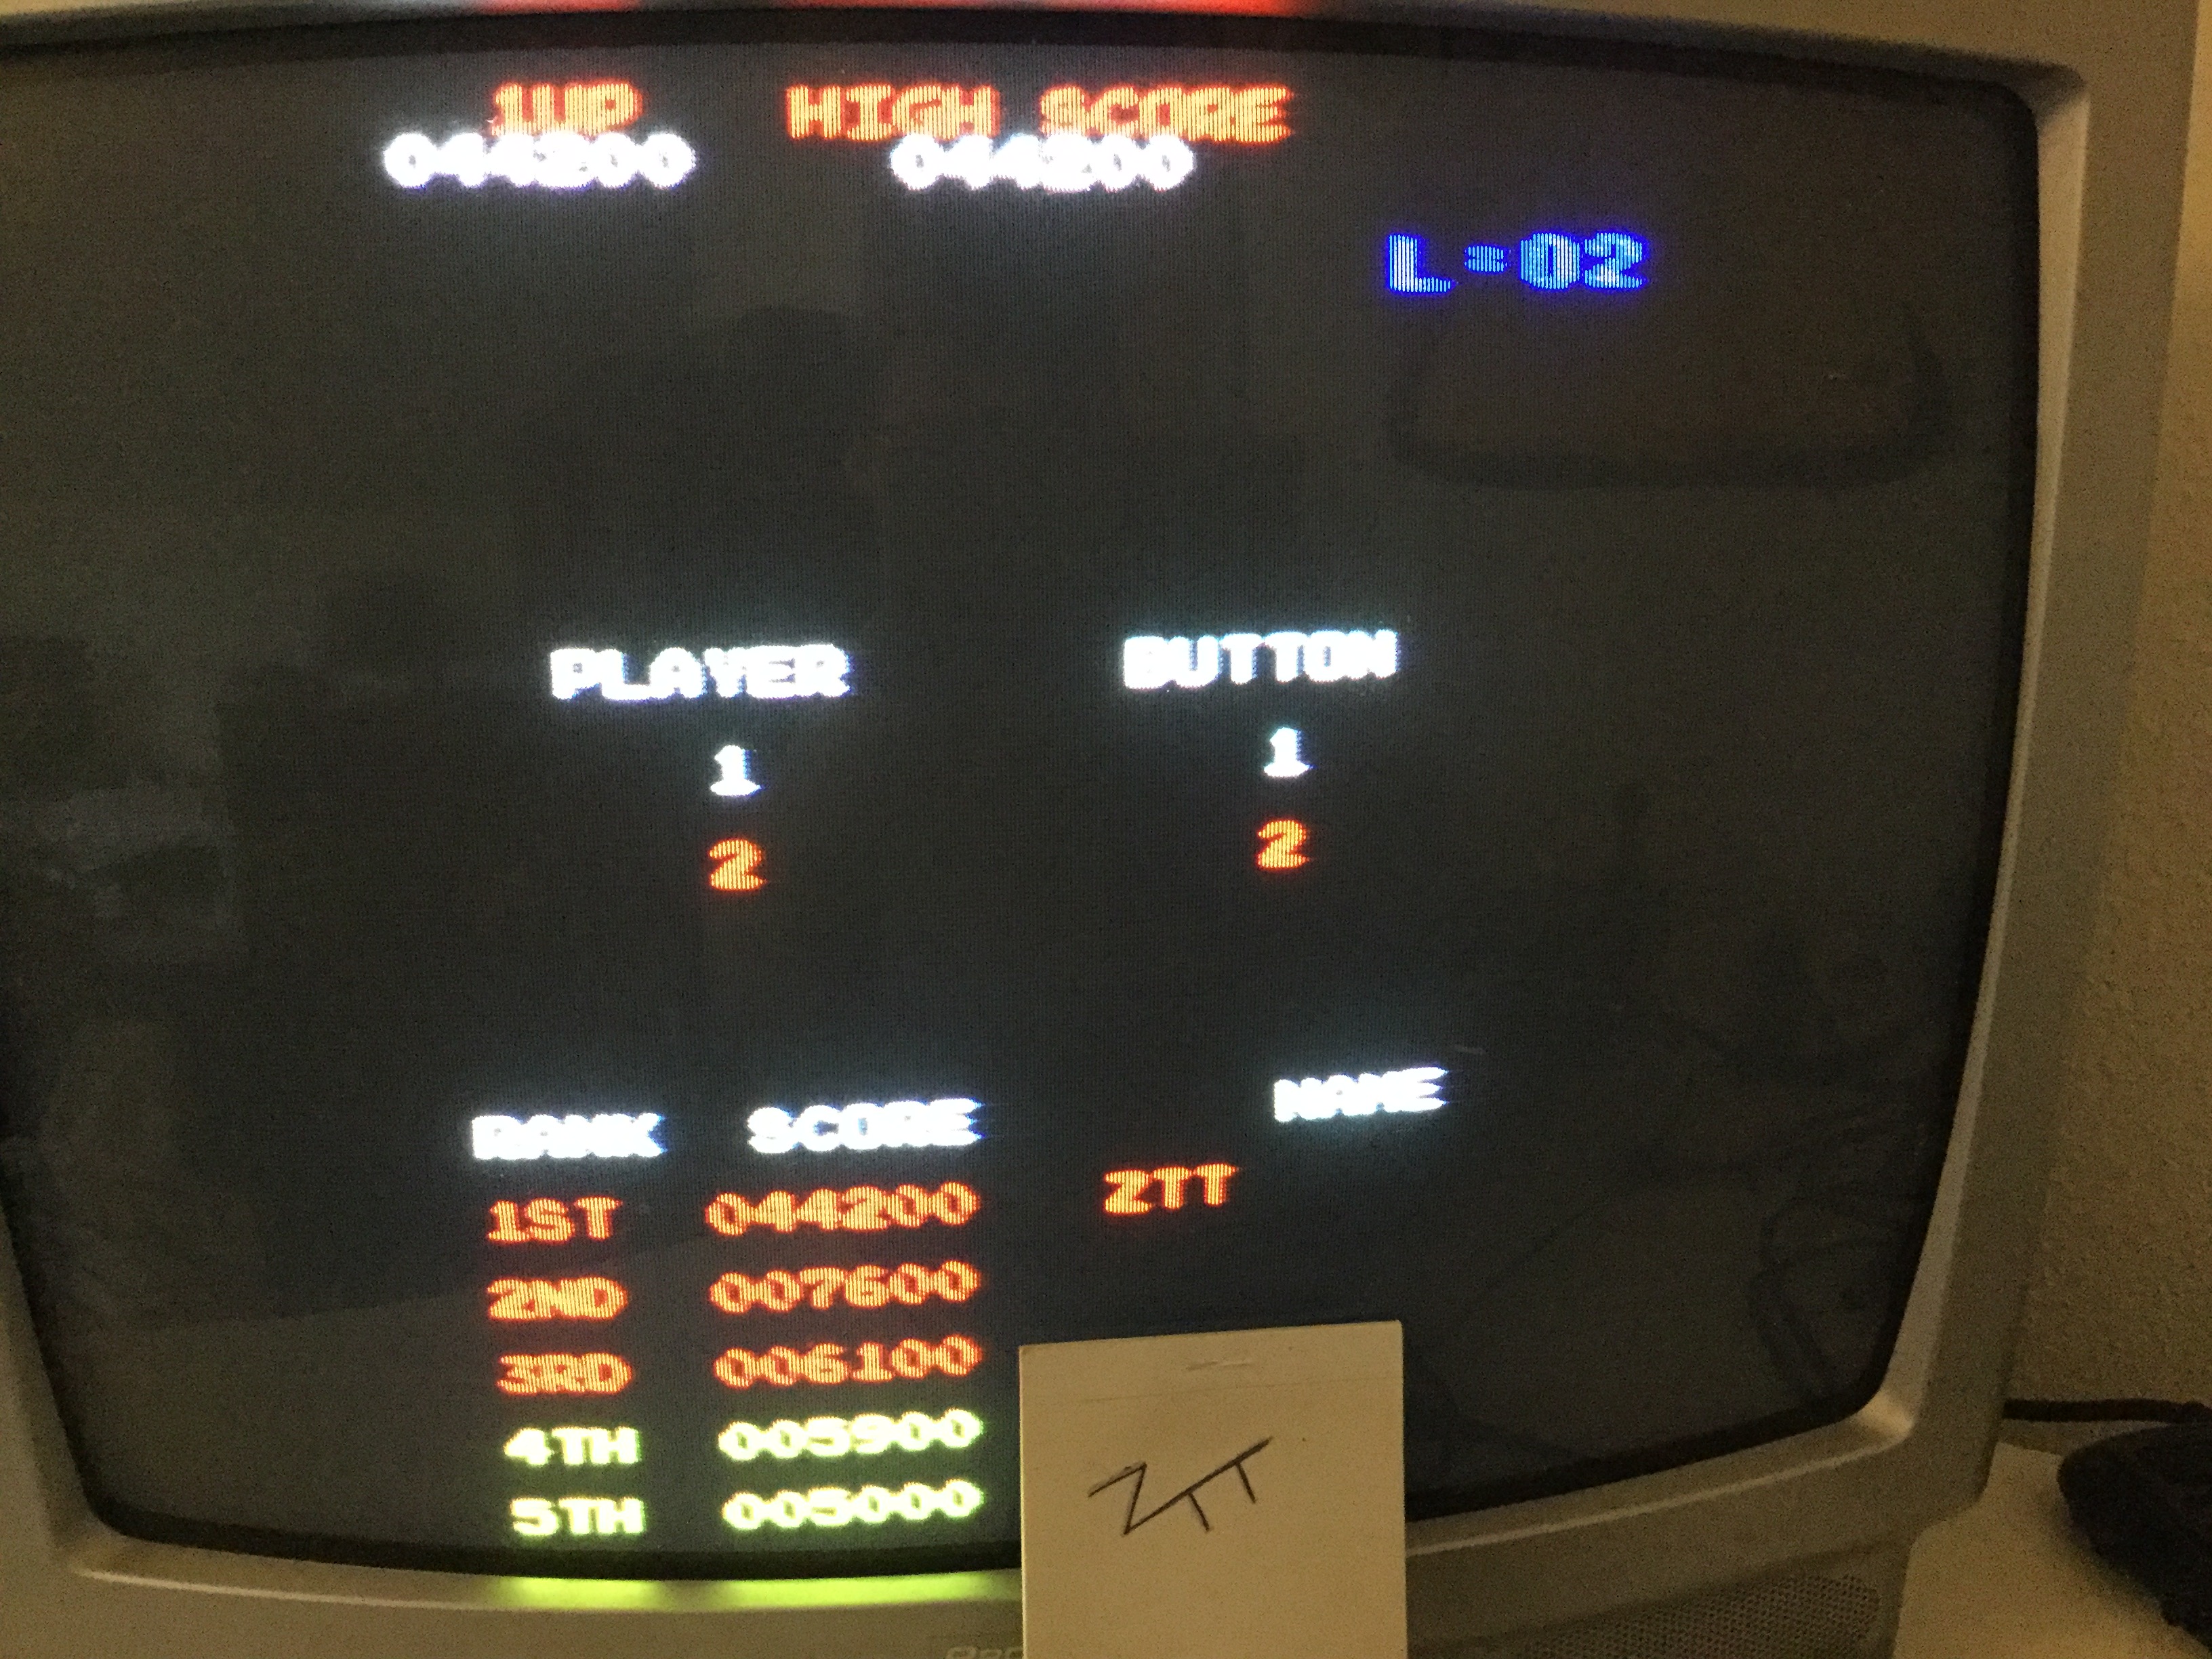 1UP HIGH SCORE
044200 044200
L=02
PLAYER BUTTON
1 1
2 2
RANK SCORE NAME
1ST 044200 ZTT
2ND 007600
3RD 006100
4TH 005900
5TH 005000
ZTT